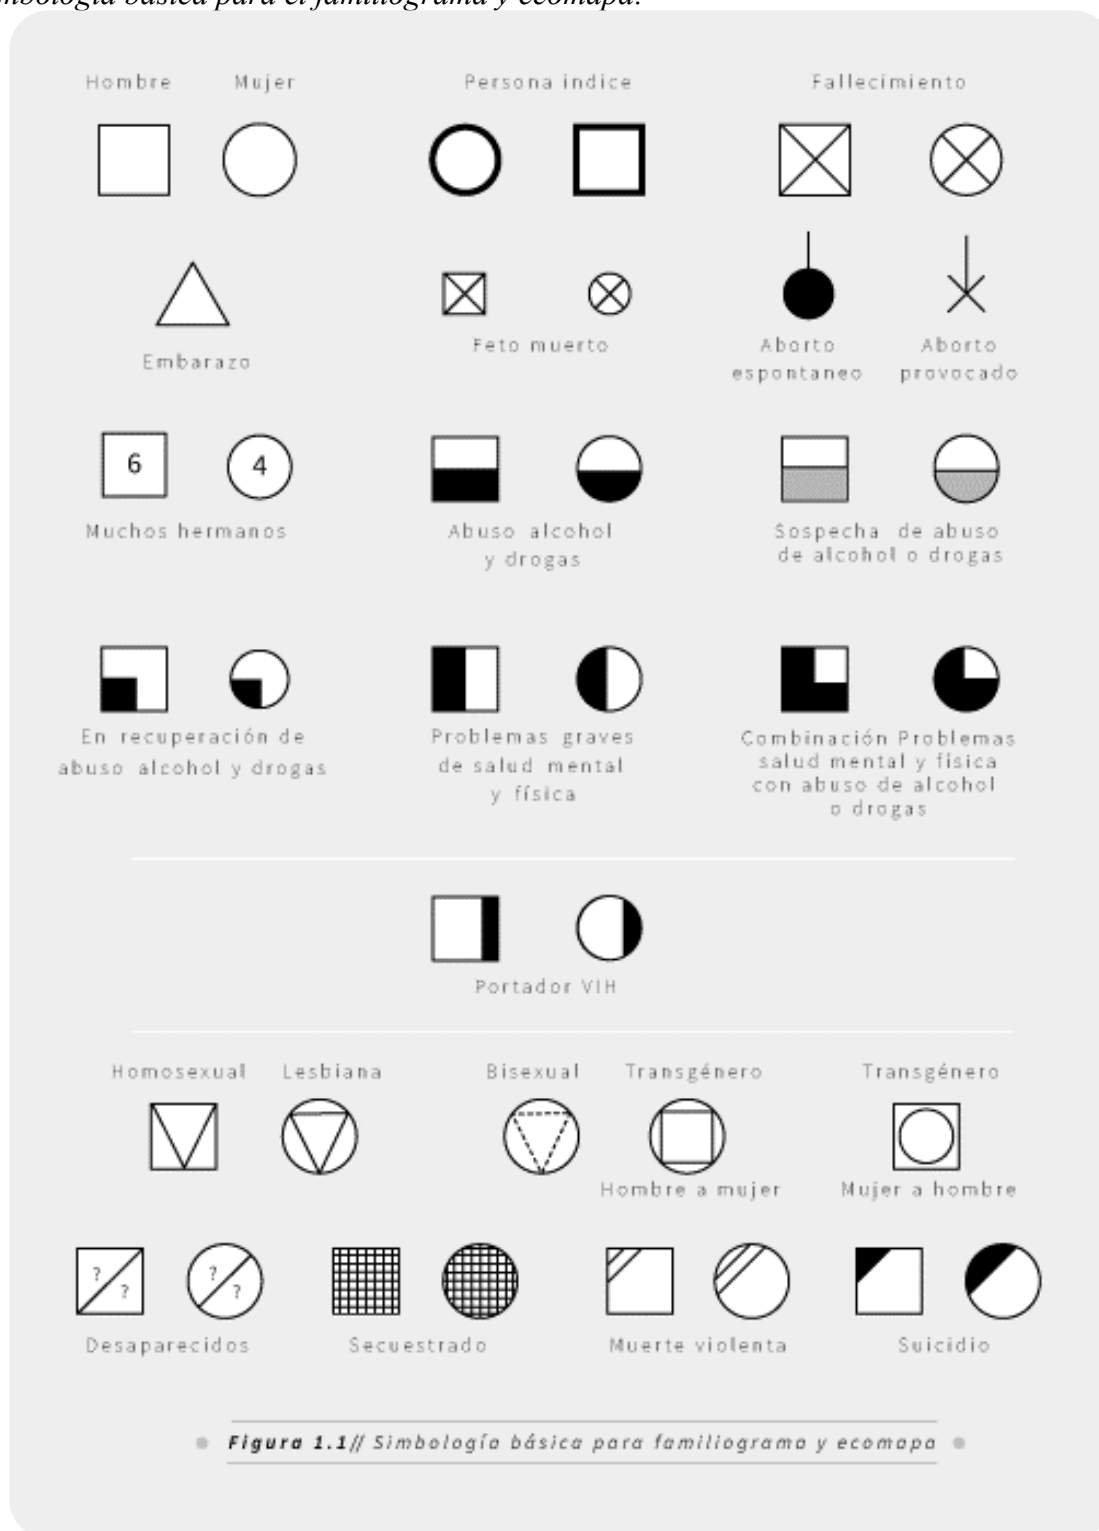 básica para el familiograma y ecomapa.
Hombre Mujer Persona indice Fallecimiento
Embarazo
Feto muerto
Aborto espontaneo
Aborto provocado
6 4
Muchos hermanos
Abuso alcohol
y drogas
Sospecha de abuso
de alcohol o drogas
En recuperación de
abuso alcohol y drogas
Problemas graves
de salud mental
y física
Combinación Problemas
salud mental y física
con abuso de alcohol
o drogas
Portador VIH
Homosexual Lesbiana Bisexual Transgénero Transgénero
Hombre a mujer Mujer a hombre
? ? ? ?
Desaparecidos Secuestrado Muerte violenta Suicidio
Figura 1.1// Simbología básica para familiograma y ecomapa